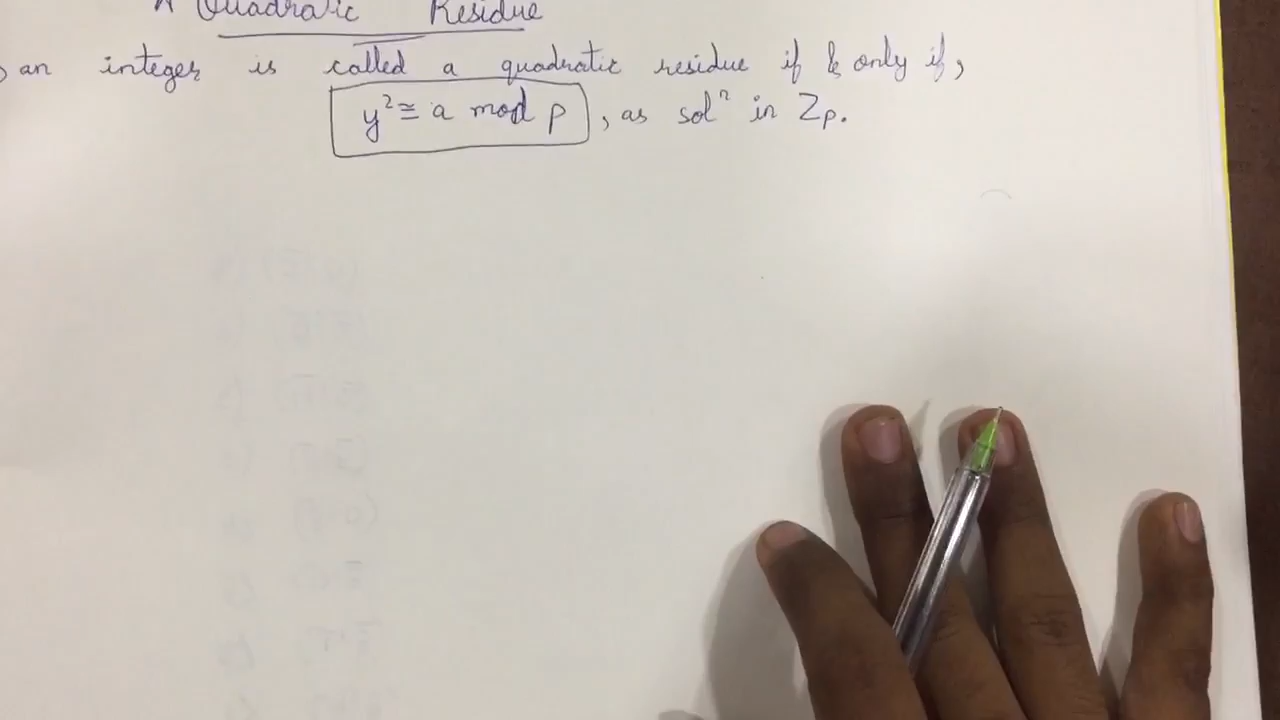 Quadratic Residue
an integer is called a quadratic residue if & only if,
y² ≅ a mod p, as solⁿ in Zp.